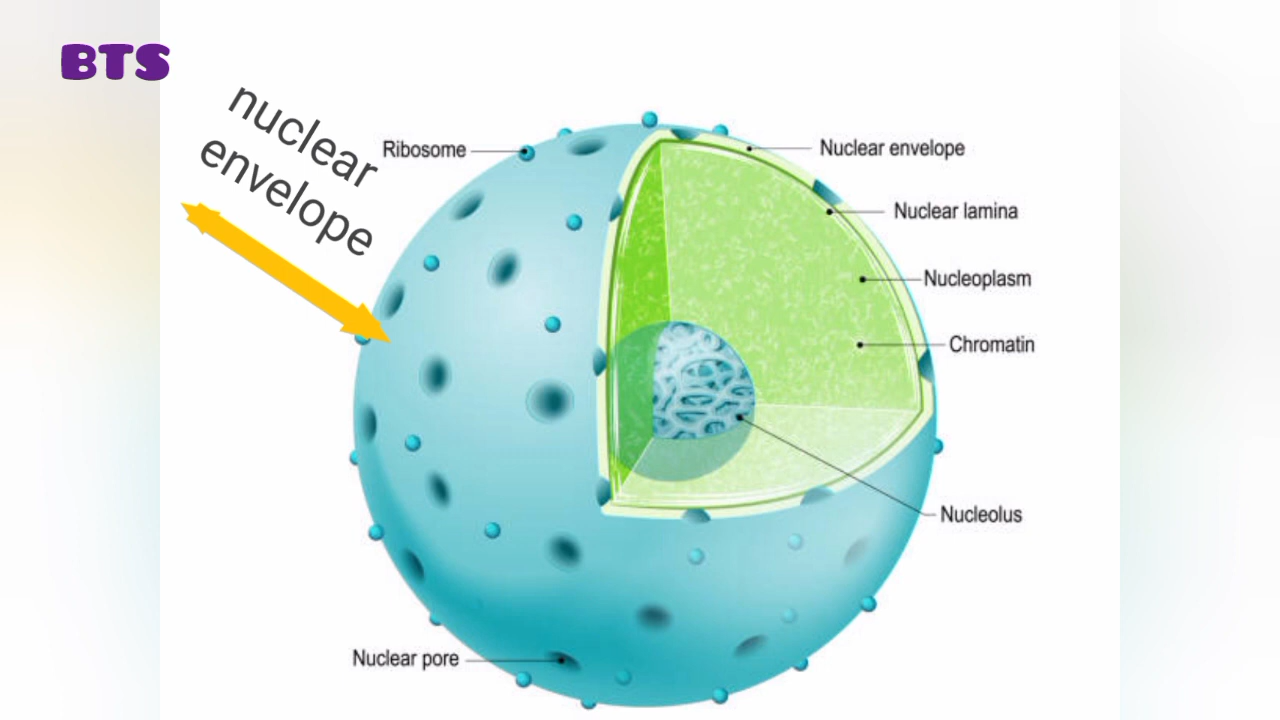 BTS
nuclear
envelope
Ribosome
Nuclear envelope
Nuclear lamina
Nucleoplasm
Chromatin
Nucleolus
Nuclear pore